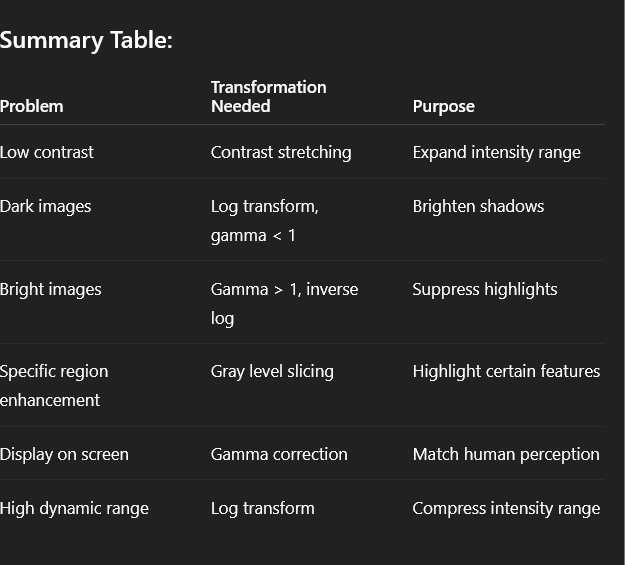 Summary Table:
Problem
Transformation
Needed
Purpose
Low contrast
Contrast stretching
Expand intensity range
Dark images
Log transform,
gamma < 1
Brighten shadows
Bright images
Gamma > 1, inverse
log
Suppress highlights
Specific region
enhancement
Gray level slicing
Highlight certain features
Display on screen
Gamma correction
Match human perception
High dynamic range
Log transform
Compress intensity range